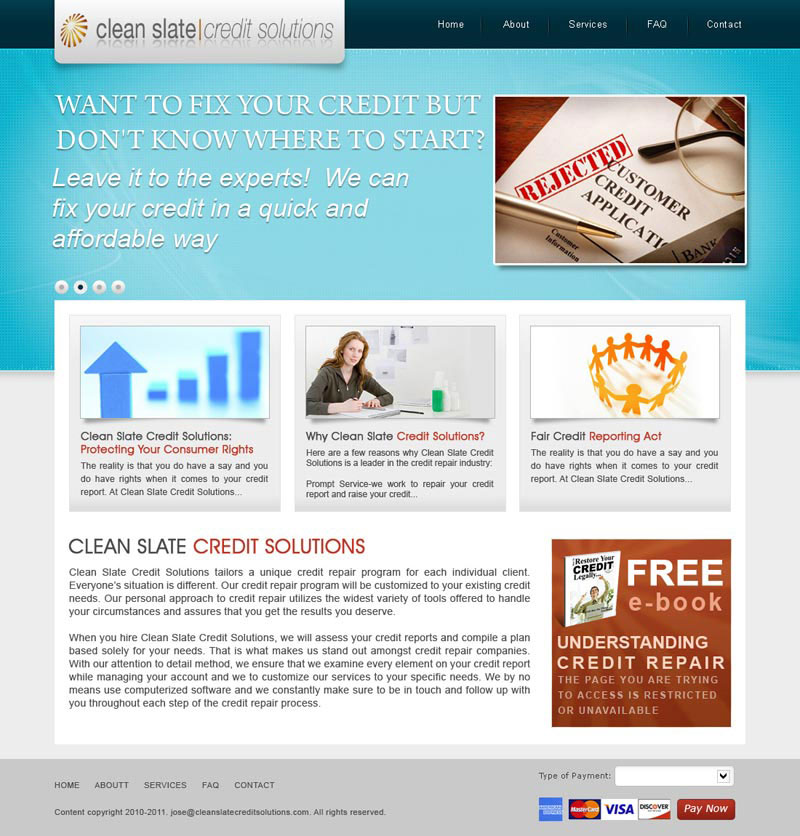 clean slate|credit solutions
Home
About
Services
FAQ
Contact
WANT TO FIX YOUR CREDIT BUT
DON'T KNOW WHERE TO START?
Leave it to the experts! We can
fix your credit in a quick and
affordable way
REJECTED
CUSTOMER
CREDIT
APPLICATI
Customer
Information
BANK
Clean Slate Credit Solutions:
Protecting Your Consumer Rights
The reality is that you do have a say and you
do have rights when it comes to your credit
report. At Clean Slate Credit Solutions...
Why Clean Slate Credit Solutions?
Here are a few reasons why Clean Slate Credit
Solutions is a leader in the credit repair industry:
Prompt Service-we work to repair your credit
report and raise your credit...
Fair Credit Reporting Act
The reality is that you do have a say and you
do have rights when it comes to your credit
report. At Clean Slate Credit Solutions...
CLEAN SLATE CREDIT SOLUTIONS
Clean Slate Credit Solutions tailors a unique credit repair program for each individual client.
Everyone's situation is different. Our credit repair program will be customized to your existing credit
needs. Our personal approach to credit repair utilizes the widest variety of tools offered to handle
your circumstances and assures that you get the results you deserve.
When you hire Clean Slate Credit Solutions, we will assess your credit reports and compile a plan
based solely for your needs. That is what makes us stand out amongst credit repair companies.
With our attention to detail method, we ensure that we examine every element on your credit report
while managing your account and we to customize our services to your specific needs. We by no
means use computerized software and we constantly make sure to be in touch and follow up with
you throughout each step of the credit repair process.
Restore Your
CREDIT
Legally...
FREE
e-book
UNDERSTANDING
CREDIT REPAIR
THE PAGE YOU ARE TRYING
TO ACCESS IS RESTRICTED
OR UNAVAILABLE
HOME
ABOUTT
SERVICES
FAQ
CONTACT
Content copyright 2010-2011. jose@cleanslatecreditsolutions.com. All rights reserved.
Type of Payment:
MasterCard
VISA
DISCOVER
Pay Now